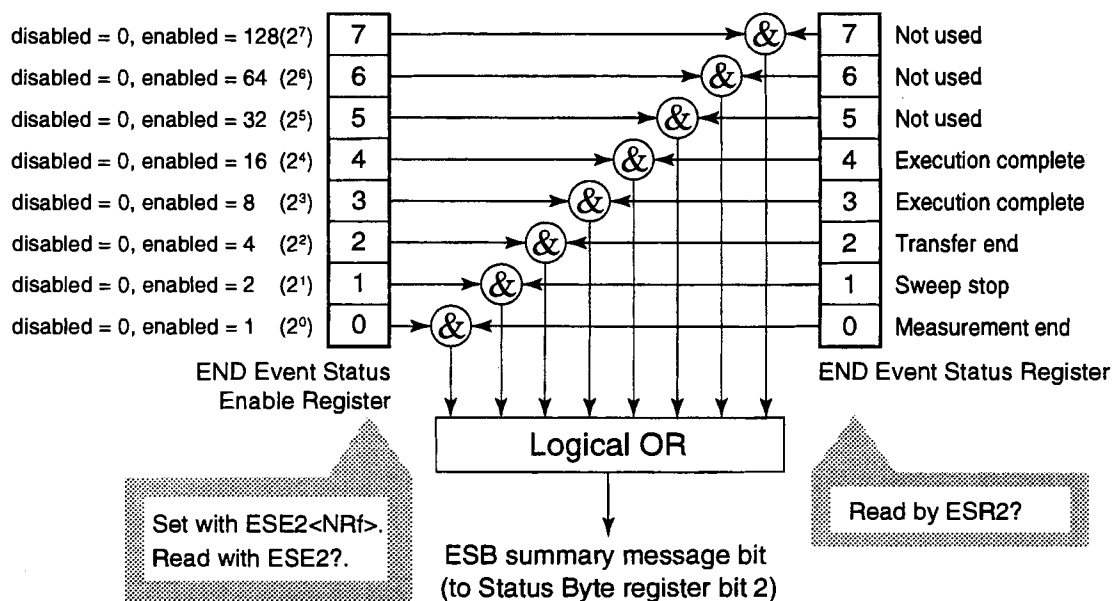 disabled = 0, enabled = 128(2⁷) 7 & 7 Not used
disabled = 0, enabled = 64 (2⁶) 6 & 6 Not used
disabled = 0, enabled = 32 (2⁵) 5 & 5 Not used
disabled = 0, enabled = 16 (2⁴) 4 & 4 Execution complete
disabled = 0, enabled = 8 (2³) 3 & 3 Execution complete
disabled = 0, enabled = 4 (2²) 2 & 2 Transfer end
disabled = 0, enabled = 2 (2¹) 1 & 1 Sweep stop
disabled = 0, enabled = 1 (2⁰) 0 & 0 Measurement end
END Event Status
Enable Register
END Event Status Register
Logical OR
Set with ESE2<NRf>.
Read with ESE2?.
Read by ESR2?
ESB summary message bit
(to Status Byte register bit 2)